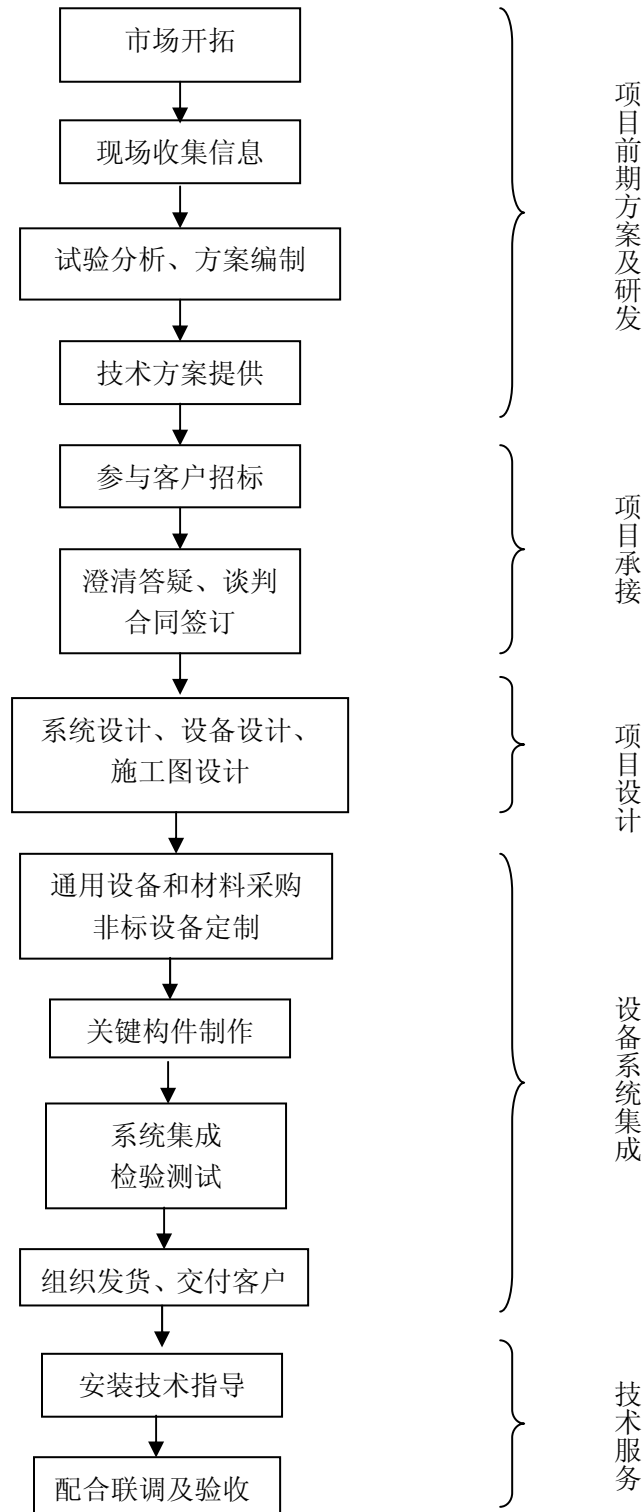 市场开拓
现场收集信息
试验分析、方案编制
技术方案提供
项目前期方案及研发
参与客户招标
澄清答疑、谈判
合同签订
项目承接
系统设计、设备设计、
施工图设计
项目设计
通用设备和材料采购
非标设备定制
关键构件制作
系统集成
检验测试
组织发货、交付客户
设备系统集成
安装技术指导
配合联调及验收
技术服务